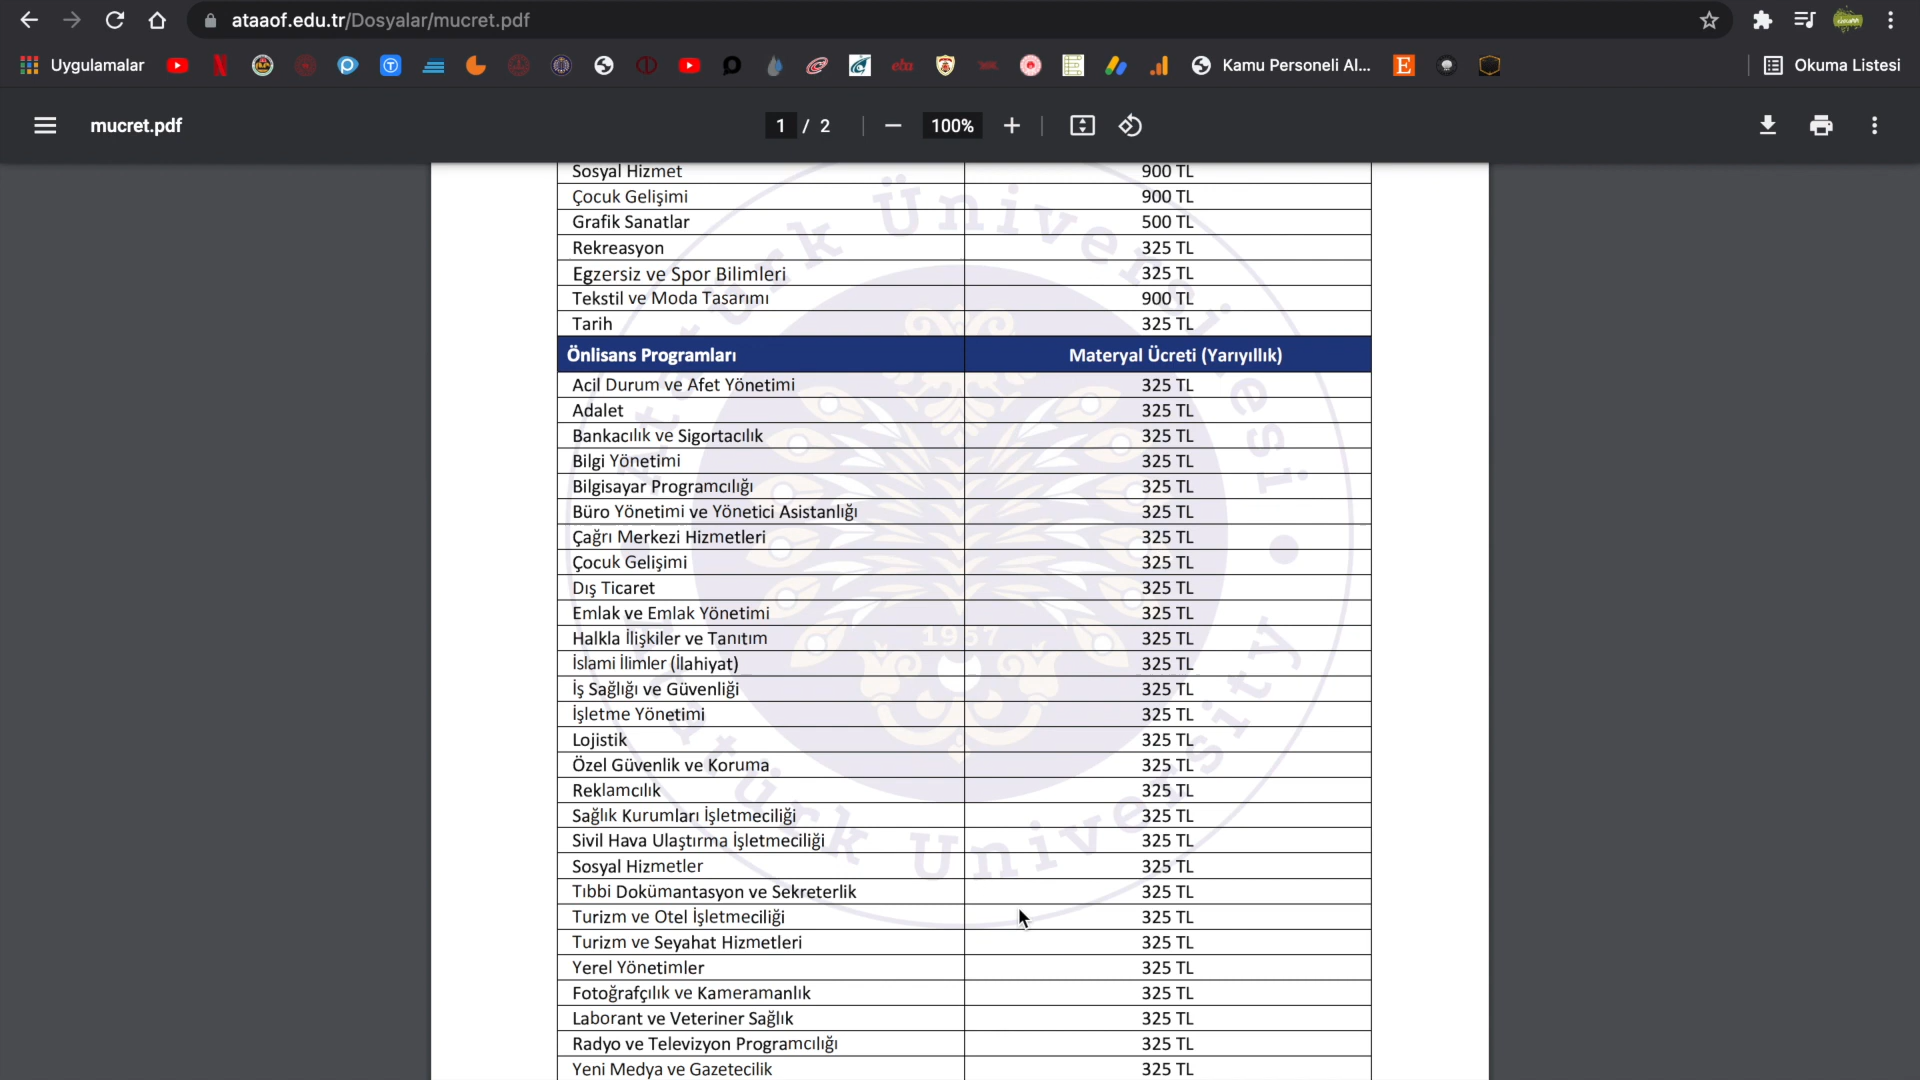 ataaof.edu.tr/Dosyalar/mucret.pdf
Uygulamalar
Kamu Personeli Al...
Okuma Listesi
mucret.pdf
1 / 2
100%
Sosyal Hizmet 900 TL
Çocuk Gelişimi 900 TL
Grafik Sanatlar 500 TL
Rekreasyon 325 TL
Egzersiz ve Spor Bilimleri 325 TL
Tekstil ve Moda Tasarımı 900 TL
Tarih 325 TL
Önlisans Programları Materyal Ücreti (Yarıyıllık)
Acil Durum ve Afet Yönetimi 325 TL
Adalet 325 TL
Bankacılık ve Sigortacılık 325 TL
Bilgi Yönetimi 325 TL
Bilgisayar Programcılığı 325 TL
Büro Yönetimi ve Yönetici Asistanlığı 325 TL
Çağrı Merkezi Hizmetleri 325 TL
Çocuk Gelişimi 325 TL
Dış Ticaret 325 TL
Emlak ve Emlak Yönetimi 325 TL
Halkla İlişkiler ve Tanıtım 325 TL
İslami İlimler (İlahiyat) 325 TL
İş Sağlığı ve Güvenliği 325 TL
İşletme Yönetimi 325 TL
Lojistik 325 TL
Özel Güvenlik ve Koruma 325 TL
Reklamcılık 325 TL
Sağlık Kurumları İşletmeciliği 325 TL
Sivil Hava Ulaştırma İşletmeciliği 325 TL
Sosyal Hizmetler 325 TL
Tıbbi Dokümantasyon ve Sekreterlik 325 TL
Turizm ve Otel İşletmeciliği 325 TL
Turizm ve Seyahat Hizmetleri 325 TL
Yerel Yönetimler 325 TL
Fotoğrafçılık ve Kameramanlık 325 TL
Laborant ve Veteriner Sağlık 325 TL
Radyo ve Televizyon Programcılığı 325 TL
Yeni Medya ve Gazetecilik 325 TL
Atatürk Üniversitesi
Atatürk University
1957